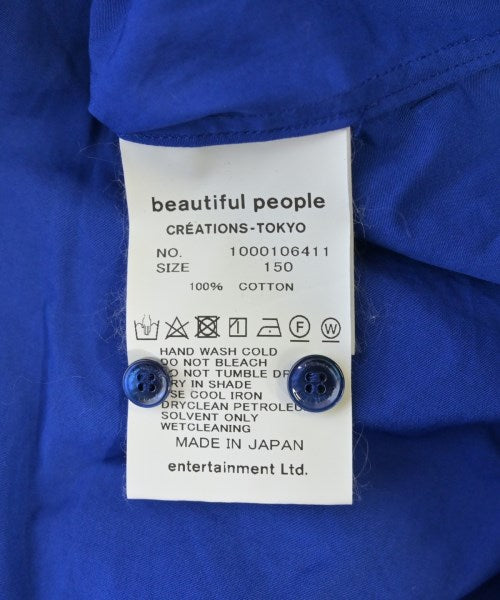 beautiful people
CRÉATIONS-TOKYO
NO. 1000106411
SIZE 150
100% COTTON
F W
HAND WASH COLD
DO NOT BLEACH
DO NOT TUMBLE
IN SHADE
COOL IRON
DRYCLEAN
SOLVENT ONLY
WETCLEANING
MADE IN JAPAN
entertainment Ltd.